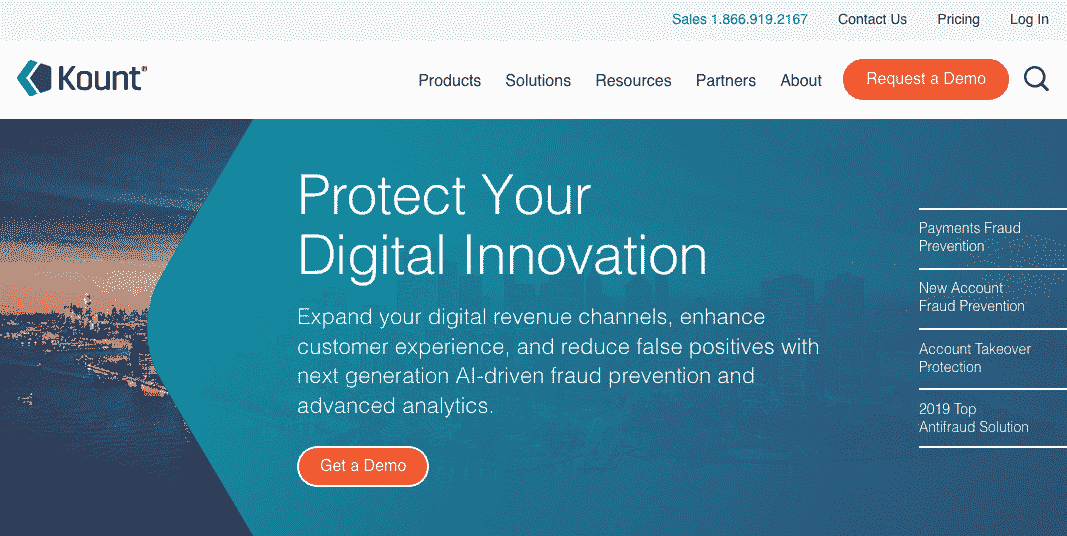 Sales 1.866.919.2167 Contact Us Pricing Log In
Kount®
Products Solutions Resources Partners About Request a Demo
Protect Your
Digital Innovation
Expand your digital revenue channels, enhance
customer experience, and reduce false positives with
next generation AI-driven fraud prevention and
advanced analytics.
Get a Demo
Payments Fraud
Prevention
New Account
Fraud Prevention
Account Takeover
Protection
2019 Top
Antifraud Solution